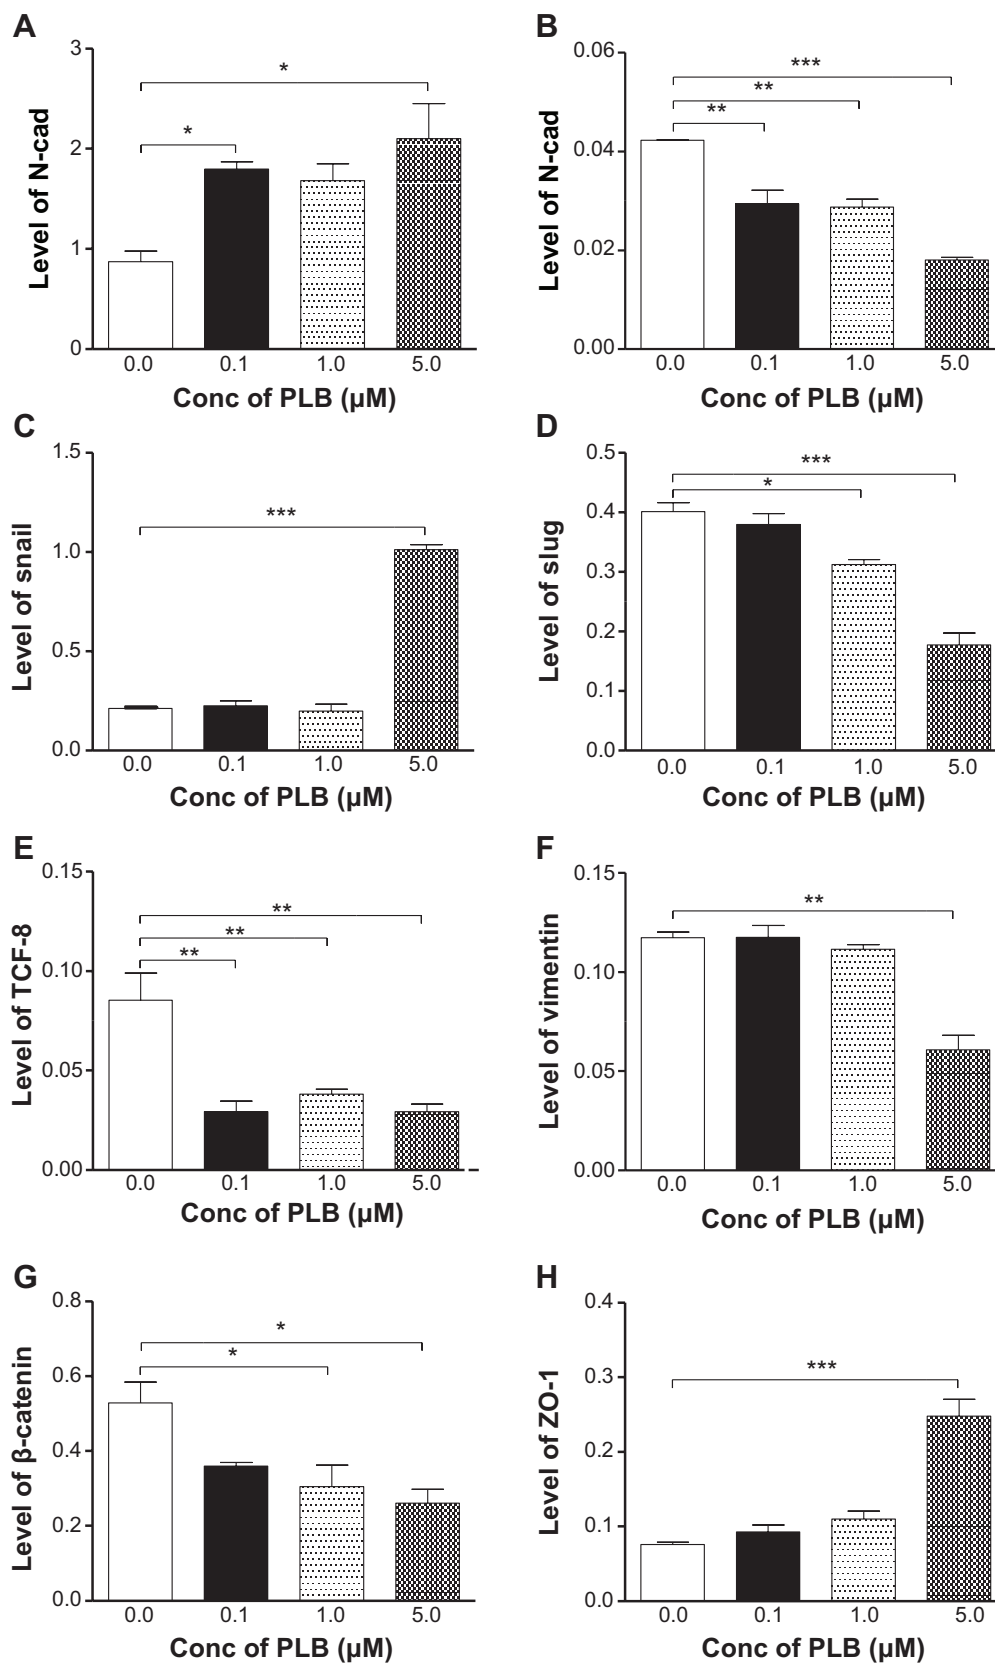 A
Level of N-cad
3
2
1
0
*
*
0.0 0.1 1.0 5.0
Conc of PLB (µM)
B
Level of N-cad
0.06
0.04
0.02
0.00
***
**
**
0.0 0.1 1.0 5.0
Conc of PLB (µM)
C
Level of snail
1.5
1.0
0.5
0.0
***
0.0 0.1 1.0 5.0
Conc of PLB (µM)
D
Level of slug
0.5
0.4
0.3
0.2
0.1
0.0
***
*
0.0 0.1 1.0 5.0
Conc of PLB (µM)
E
Level of TCF-8
0.15
0.10
0.05
0.00
**
**
**
0.0 0.1 1.0 5.0
Conc of PLB (µM)
F
Level of vimentin
0.15
0.10
0.05
0.00
**
0.0 0.1 1.0 5.0
Conc of PLB (µM)
G
Level of β-catenin
0.8
0.6
0.4
0.2
0.0
*
*
0.0 0.1 1.0 5.0
Conc of PLB (µM)
H
Level of ZO-1
0.4
0.3
0.2
0.1
0.0
***
0.0 0.1 1.0 5.0
Conc of PLB (µM)